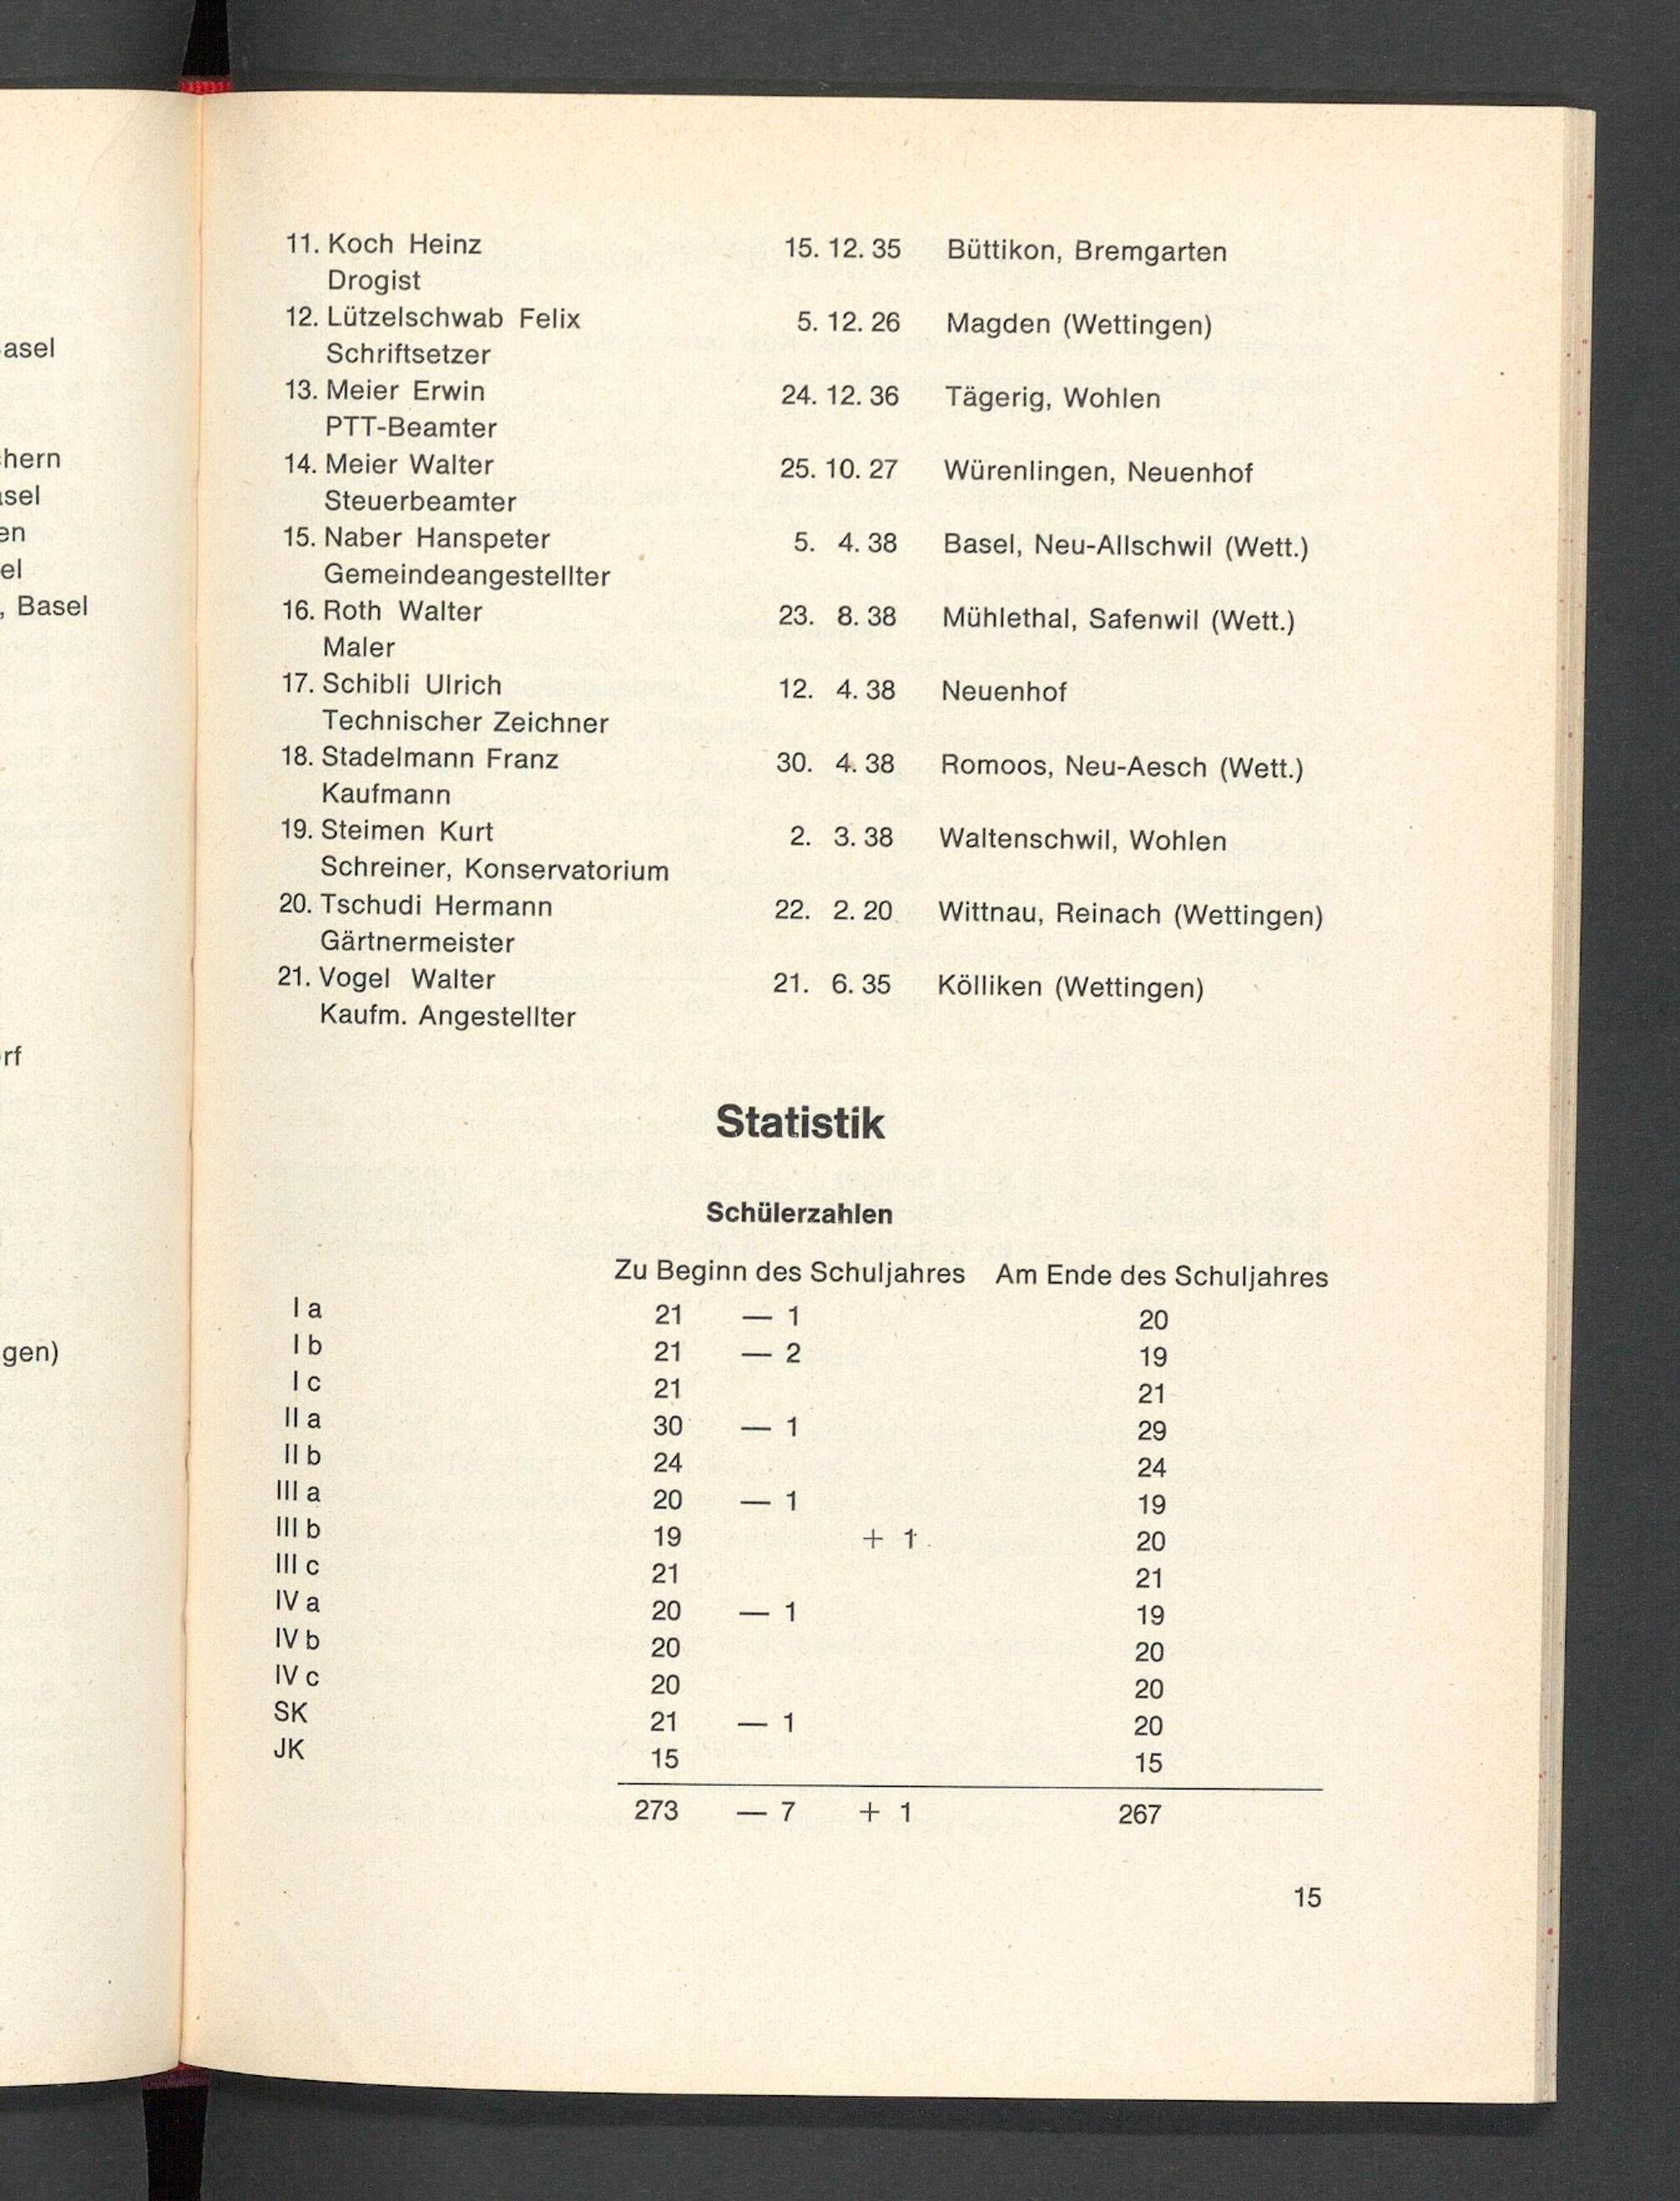 asel
hern
sel
en
el
, Basel
rf
gen)
11. Koch Heinz 15. 12. 35 Büttikon, Bremgarten
Drogist
12. Lützelschwab Felix 5. 12. 26 Magden (Wettingen)
Schriftsetzer
13. Meier Erwin 24. 12. 36 Tägerig, Wohlen
PTT-Beamter
14. Meier Walter 25. 10. 27 Würenlingen, Neuenhof
Steuerbeamter
15. Naber Hanspeter 5. 4. 38 Basel, Neu-Allschwil (Wett.)
Gemeindeangestellter
16. Roth Walter 23. 8. 38 Mühlethal, Safenwil (Wett.)
Maler
17. Schibli Ulrich 12. 4. 38 Neuenhof
Technischer Zeichner
18. Stadelmann Franz 30. 4. 38 Romoos, Neu-Aesch (Wett.)
Kaufmann
19. Steimen Kurt 2. 3. 38 Waltenschwil, Wohlen
Schreiner, Konservatorium
20. Tschudi Hermann 22. 2. 20 Wittnau, Reinach (Wettingen)
Gärtnermeister
21. Vogel Walter 21. 6. 35 Kölliken (Wettingen)
Kaufm. Angestellter
Statistik
Schülerzahlen
Zu Beginn des Schuljahres Am Ende des Schuljahres
I a 21 — 1 20
I b 21 — 2 19
I c 21 21
II a 30 — 1 29
II b 24 24
III a 20 — 1 19
III b 19 + 1 20
III c 21 21
IV a 20 — 1 19
IV b 20 20
IV c 20 20
SK 21 — 1 20
JK 15 15
273 — 7 + 1 267
15